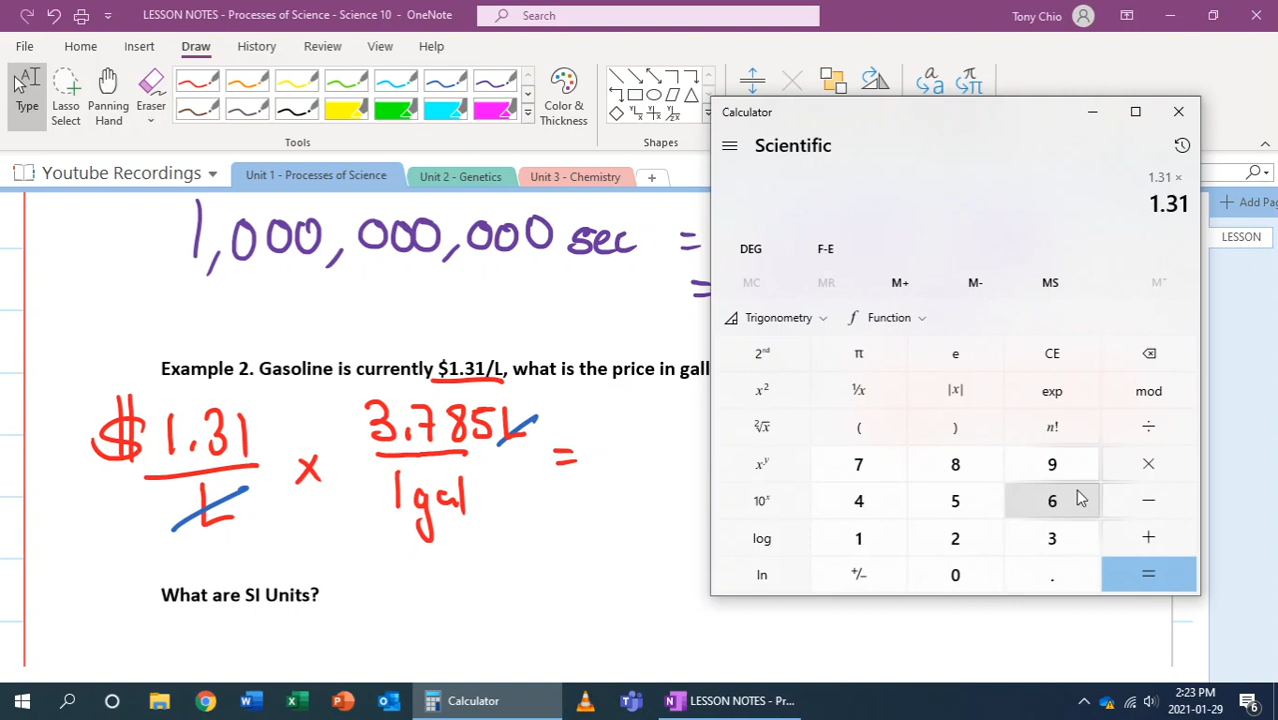 LESSON NOTES - Processes of Science - Science 10 - OneNote
Search
Tony Chio
File Home Insert Draw History Review View Help
Type
Lasso Select
Panning Hand
Eraser
Color & Thickness
Tools
Shapes
Youtube Recordings
Unit 1 - Processes of Science
Unit 2 - Genetics
Unit 3 - Chemistry
Add Pag
LESSON
1,000,000,000 sec =
=
Example 2. Gasoline is currently $1.31/L, what is the price in gall
$1.31 / L x 3.785L / 1gal =
What are SI Units?
Calculator
Scientific
1.31 ×
1.31
DEG F-E
MC MR M+ M- MS M˅
Trigonometry Function
2ⁿᵈ π e CE
x² ¹/x |x| exp mod
²√x ( ) n! ÷
xʸ 7 8 9 ×
10ˣ 4 5 6 −
log 1 2 3 +
ln +/− 0 . =
Calculator
LESSON NOTES - Pr...
2:23 PM
2021-01-29
6